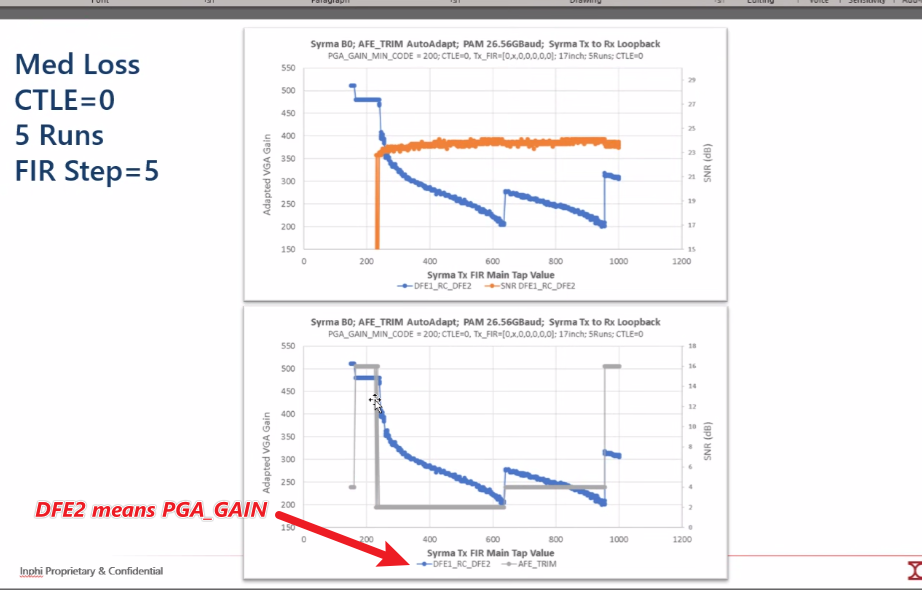 Font
Paragraph
Drawing
Editing
Voice
Sensitivity
Med Loss
CTLE=0
5 Runs
FIR Step=5
Syrma B0; AFE_TRIM AutoAdapt; PAM 26.56GBaud; Syrma Tx to Rx Loopback
PGA_GAIN_MIN_CODE = 200; CTLE=0, Tx_FIR=[0,x,0,0,0,0]; 17inch; 5Runs; CTLE=0
Adapted VGA Gain
550
500
450
400
350
300
250
200
150
29
27
25
23
21
19
17
15
SNR (dB)
0 200 400 600 800 1000 1200
Syrma Tx FIR Main Tap Value
DFE1_RC_DFE2 SNR DFE1_RC_DFE2
Syrma B0; AFE_TRIM AutoAdapt; PAM 26.56GBaud; Syrma Tx to Rx Loopback
PGA_GAIN_MIN_CODE = 200; CTLE=0, Tx_FIR=[0,x,0,0,0,0]; 17inch; 5Runs; CTLE=0
Adapted VGA Gain
550
500
450
400
350
300
250
200
150
18
16
14
12
10
8
6
4
2
0
SNR (dB)
0 200 400 600 800 1000 1200
Syrma Tx FIR Main Tap Value
DFE1_RC_DFE2 AFE_TRIM
DFE2 means PGA_GAIN
Inphi Proprietary & Confidential